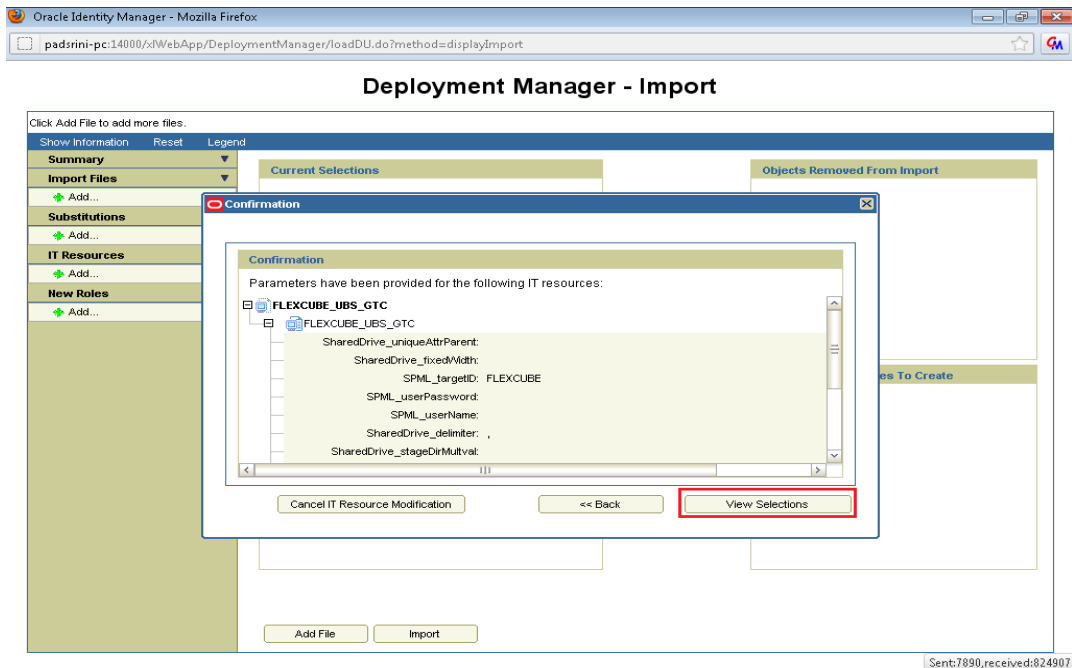 Oracle Identity Manager - Mozilla Firefox
padsrini-pc:14000/xlWebApp/DeploymentManager/loadDU.do?method=displayImport
Deployment Manager - Import
Click Add File to add more files.
Show Information Reset Legend
Summary
Import Files
Add...
Substitutions
Add...
IT Resources
Add...
New Roles
Add...
Current Selections
Objects Removed From Import
Confirmation
Confirmation
Parameters have been provided for the following IT resources:
FLEXCUBE_UBS_GTC
FLEXCUBE_UBS_GTC
SharedDrive_uniqueAttrParent:
SharedDrive_fixedWidth:
SPML_targetID: FLEXCUBE
SPML_userPassword:
SPML_userName:
SharedDrive_delimiter: ,
SharedDrive_stageDirMultval:
es To Create
Cancel IT Resource Modification << Back View Selections
Add File Import
Sent:7890,received:824907